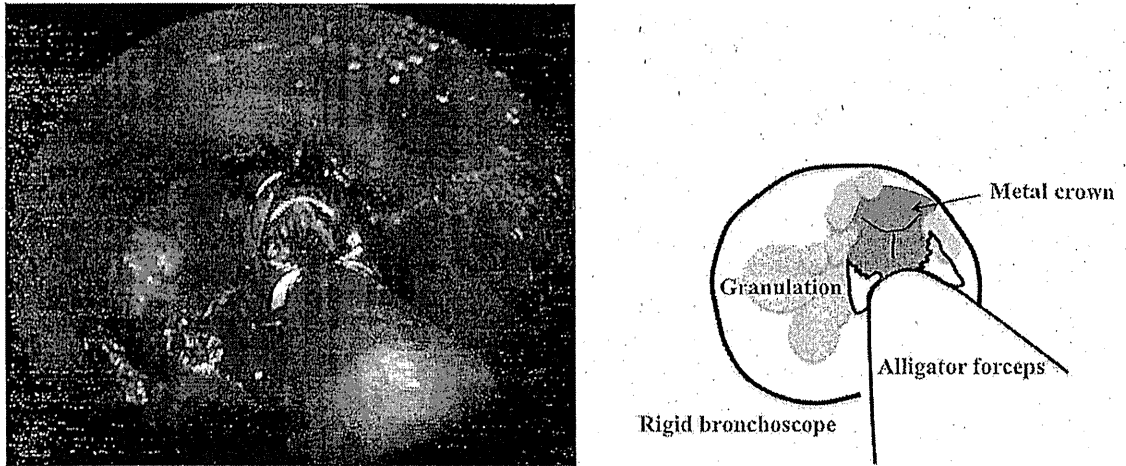 Metal crown
Granulation
Alligator forceps
Rigid bronchoscope